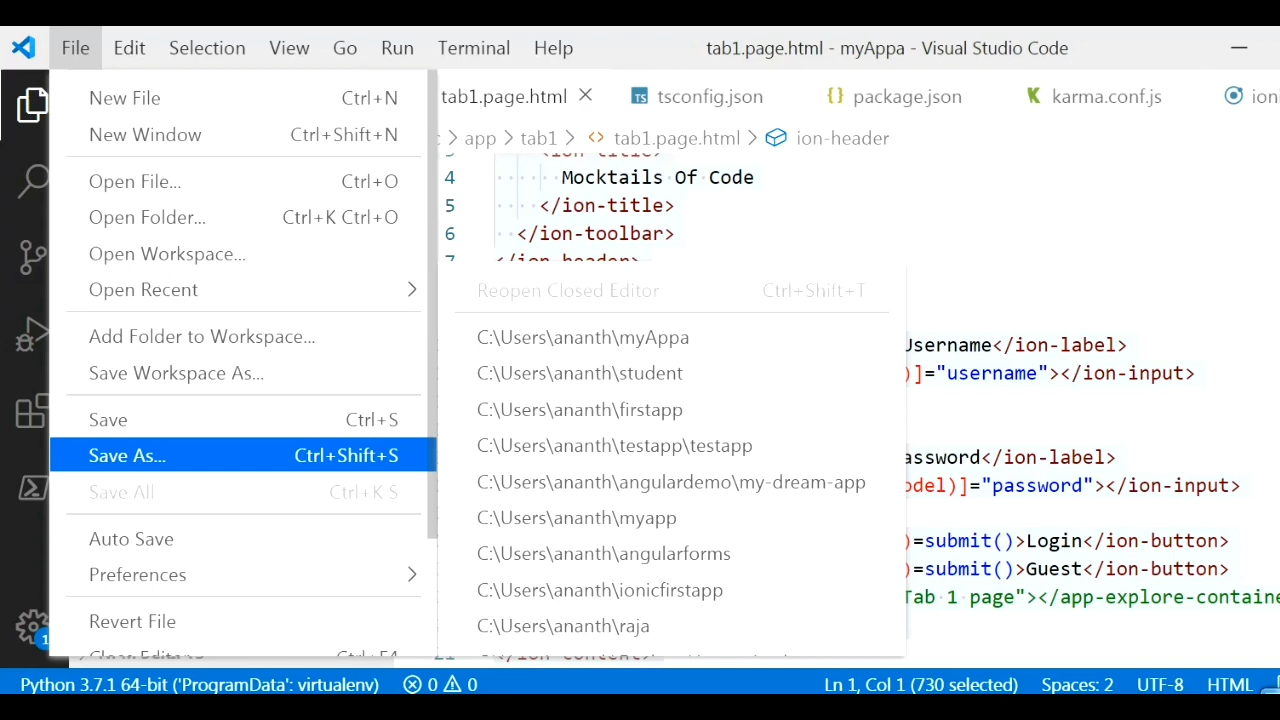 File Edit Selection View Go Run Terminal Help tab1.page.html - myAppa - Visual Studio Code
tab1.page.html TS tsconfig.json {} package.json K karma.conf.js ioni
New File Ctrl+N
New Window Ctrl+Shift+N
Open File... Ctrl+O
Open Folder... Ctrl+K Ctrl+O
Open Workspace...
Open Recent
Add Folder to Workspace...
Save Workspace As...
Save Ctrl+S
Save As... Ctrl+Shift+S
Save All Ctrl+K S
Auto Save
Preferences
Revert File
c > app > tab1 > <> tab1.page.html > ion-header
<ion-title>
4 Mocktails Of Code
5 </ion-title>
6 </ion-toolbar>
7 </ion-header>
Reopen Closed Editor Ctrl+Shift+T
C:\Users\ananth\myAppa
C:\Users\ananth\student
C:\Users\ananth\firstapp
C:\Users\ananth\testapp\testapp
C:\Users\ananth\angulardemo\my-dream-app
C:\Users\ananth\myapp
C:\Users\ananth\angularforms
C:\Users\ananth\ionicfirstapp
C:\Users\ananth\raja
Username</ion-label>
)]="username"></ion-input>
assword</ion-label>
odel)]="password"></ion-input>
)=submit()>Login</ion-button>
)=submit()>Guest</ion-button>
Tab 1 page"></app-explore-containe
1
Python 3.7.1 64-bit ('ProgramData': virtualenv) 0 0 Ln 1, Col 1 (730 selected) Spaces: 2 UTF-8 HTML